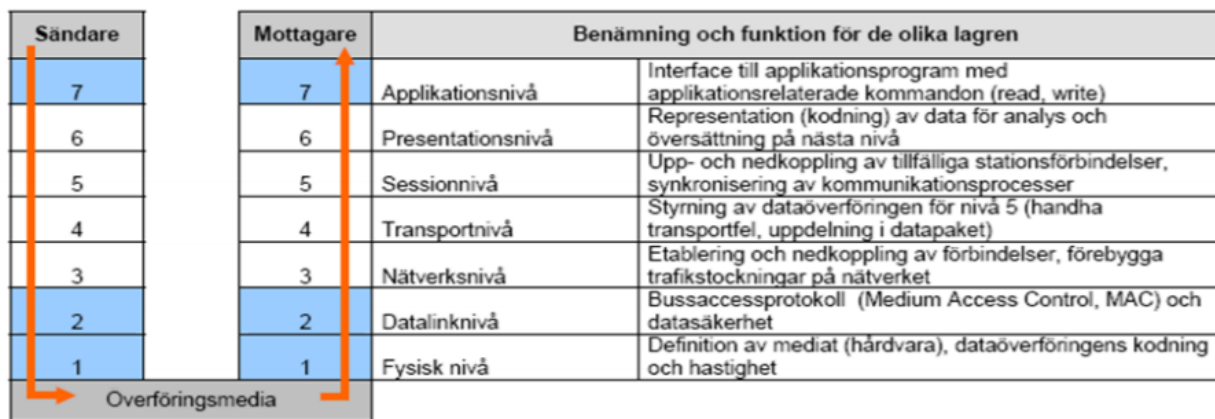 Sändare Mottagare Benämning och funktion för de olika lagren
7 7 Applikationsnivå Interface till applikationsprogram med
applikationsrelaterade kommandon (read, write)
6 6 Presentationsnivå Representation (kodning) av data för analys och
översättning på nästa nivå
5 5 Sessionnivå Upp- och nedkoppling av tillfälliga stationsförbindelser,
synkronisering av kommunikationsprocesser
4 4 Transportnivå Styrning av dataöverföringen för nivå 5 (handha
transportfel, uppdelning i datapaket)
3 3 Nätverksnivå Etablering och nedkoppling av förbindelser, förebygga
trafikstockningar på nätverket
2 2 Datalinknivå Bussaccessprotokoll (Medium Access Control, MAC) och
datasäkerhet
1 1 Fysisk nivå Definition av mediat (hårdvara), dataöverföringens kodning
och hastighet
Overföringsmedia